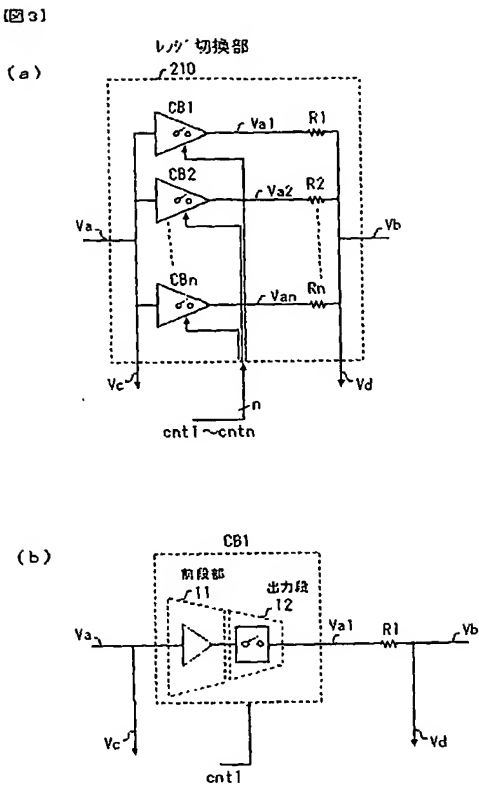 【図3】
レンジ切換部
(a)
210
CB1
Va1
R1
CB2
Va2
R2
Va
Vb
CBn
Van
Rn
Vc
Vd
n
cnt1～cntn
(b)
CB1
前段部
11
出力段
12
Va
Va1
R1
Vb
Vc
Vd
cnt1